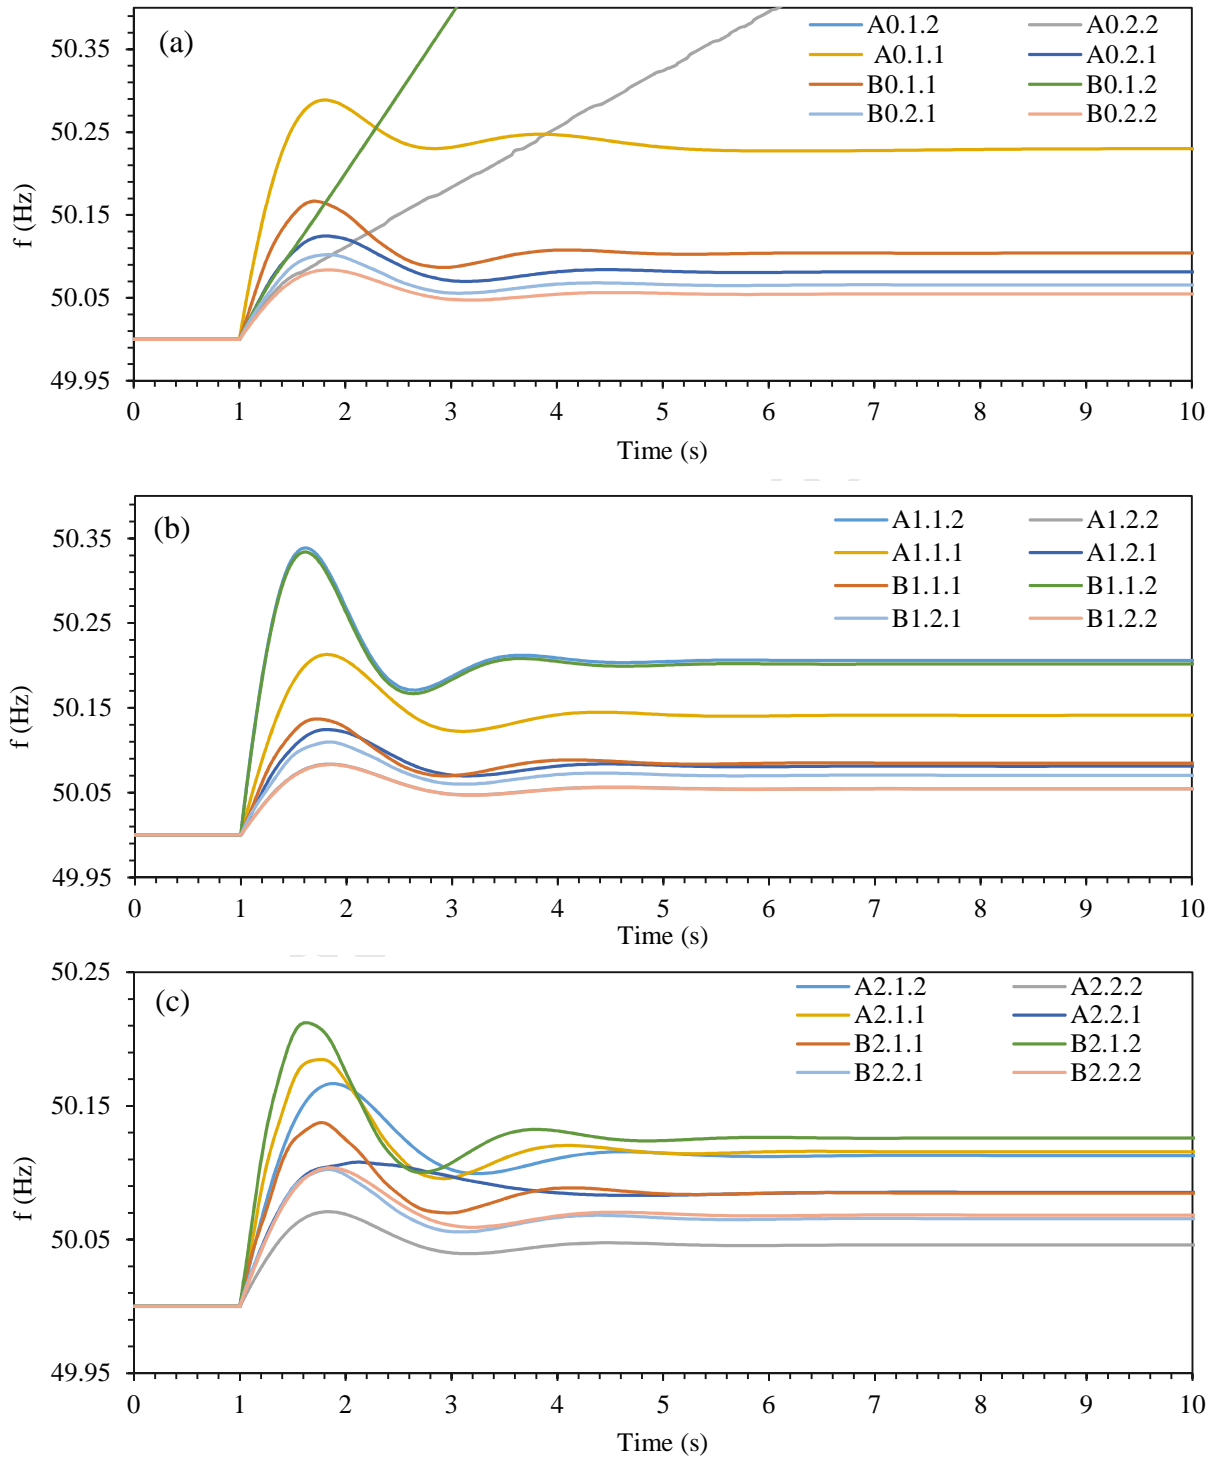 (a)
A0.1.2 A0.2.2
A0.1.1 A0.2.1
B0.1.1 B0.1.2
B0.2.1 B0.2.2
50.35
50.25
50.15
50.05
49.95
f (Hz)
0 1 2 3 4 5 6 7 8 9 10
Time (s)
(b)
A1.1.2 A1.2.2
A1.1.1 A1.2.1
B1.1.1 B1.1.2
B1.2.1 B1.2.2
50.35
50.25
50.15
50.05
49.95
f (Hz)
0 1 2 3 4 5 6 7 8 9 10
Time (s)
(c)
A2.1.2 A2.2.2
A2.1.1 A2.2.1
B2.1.1 B2.1.2
B2.2.1 B2.2.2
50.25
50.15
50.05
49.95
f (Hz)
0 1 2 3 4 5 6 7 8 9 10
Time (s)